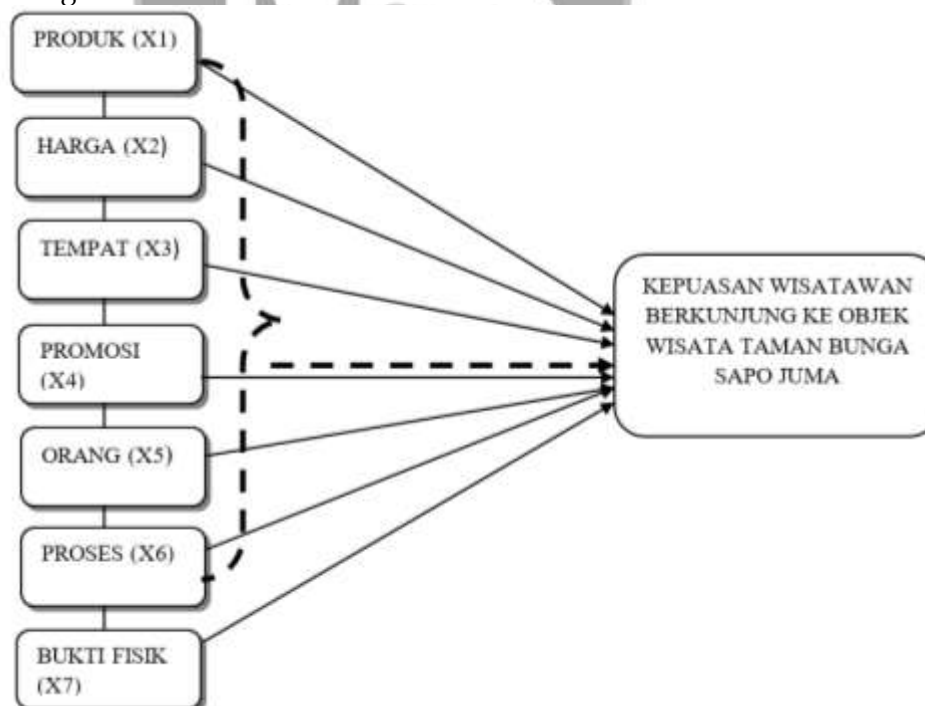 PRODUK (X1)
HARGA (X2)
TEMPAT (X3)
PROMOSI
(X4)
ORANG (X5)
PROSES (X6)
BUKTI FISIK
(X7)
KEPUASAN WISATAWAN
BERKUNJUNG KE OBJEK
WISATA TAMAN BUNGA
SAPO JUMA